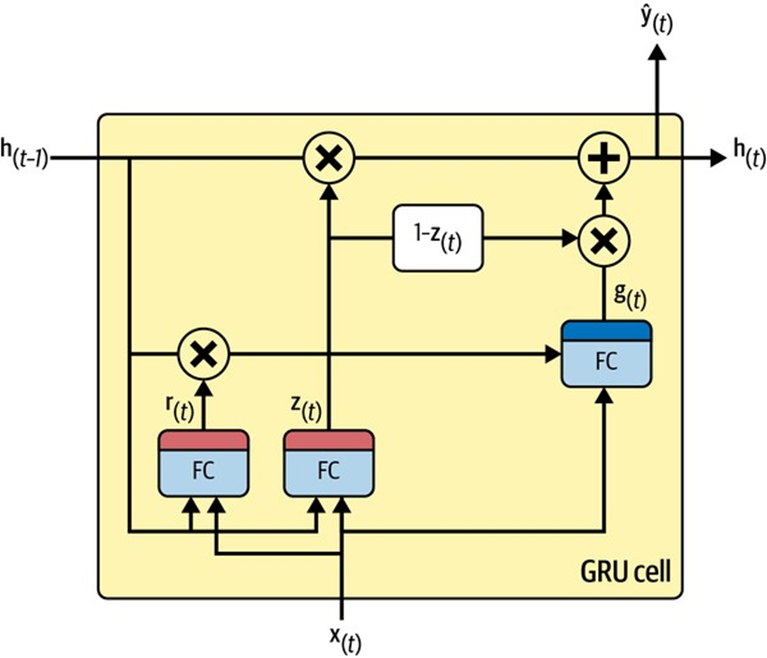 ŷ(t)
h(t-1)
h(t)
1-z(t)
g(t)
FC
r(t)
z(t)
FC
FC
GRU cell
x(t)